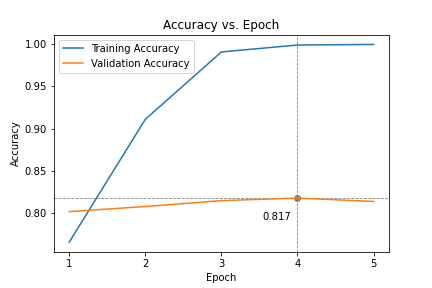 Accuracy vs. Epoch
Training Accuracy
Validation Accuracy
1.00
0.95
0.90
0.85
0.80
Accuracy
0.817
1 2 3 4 5
Epoch